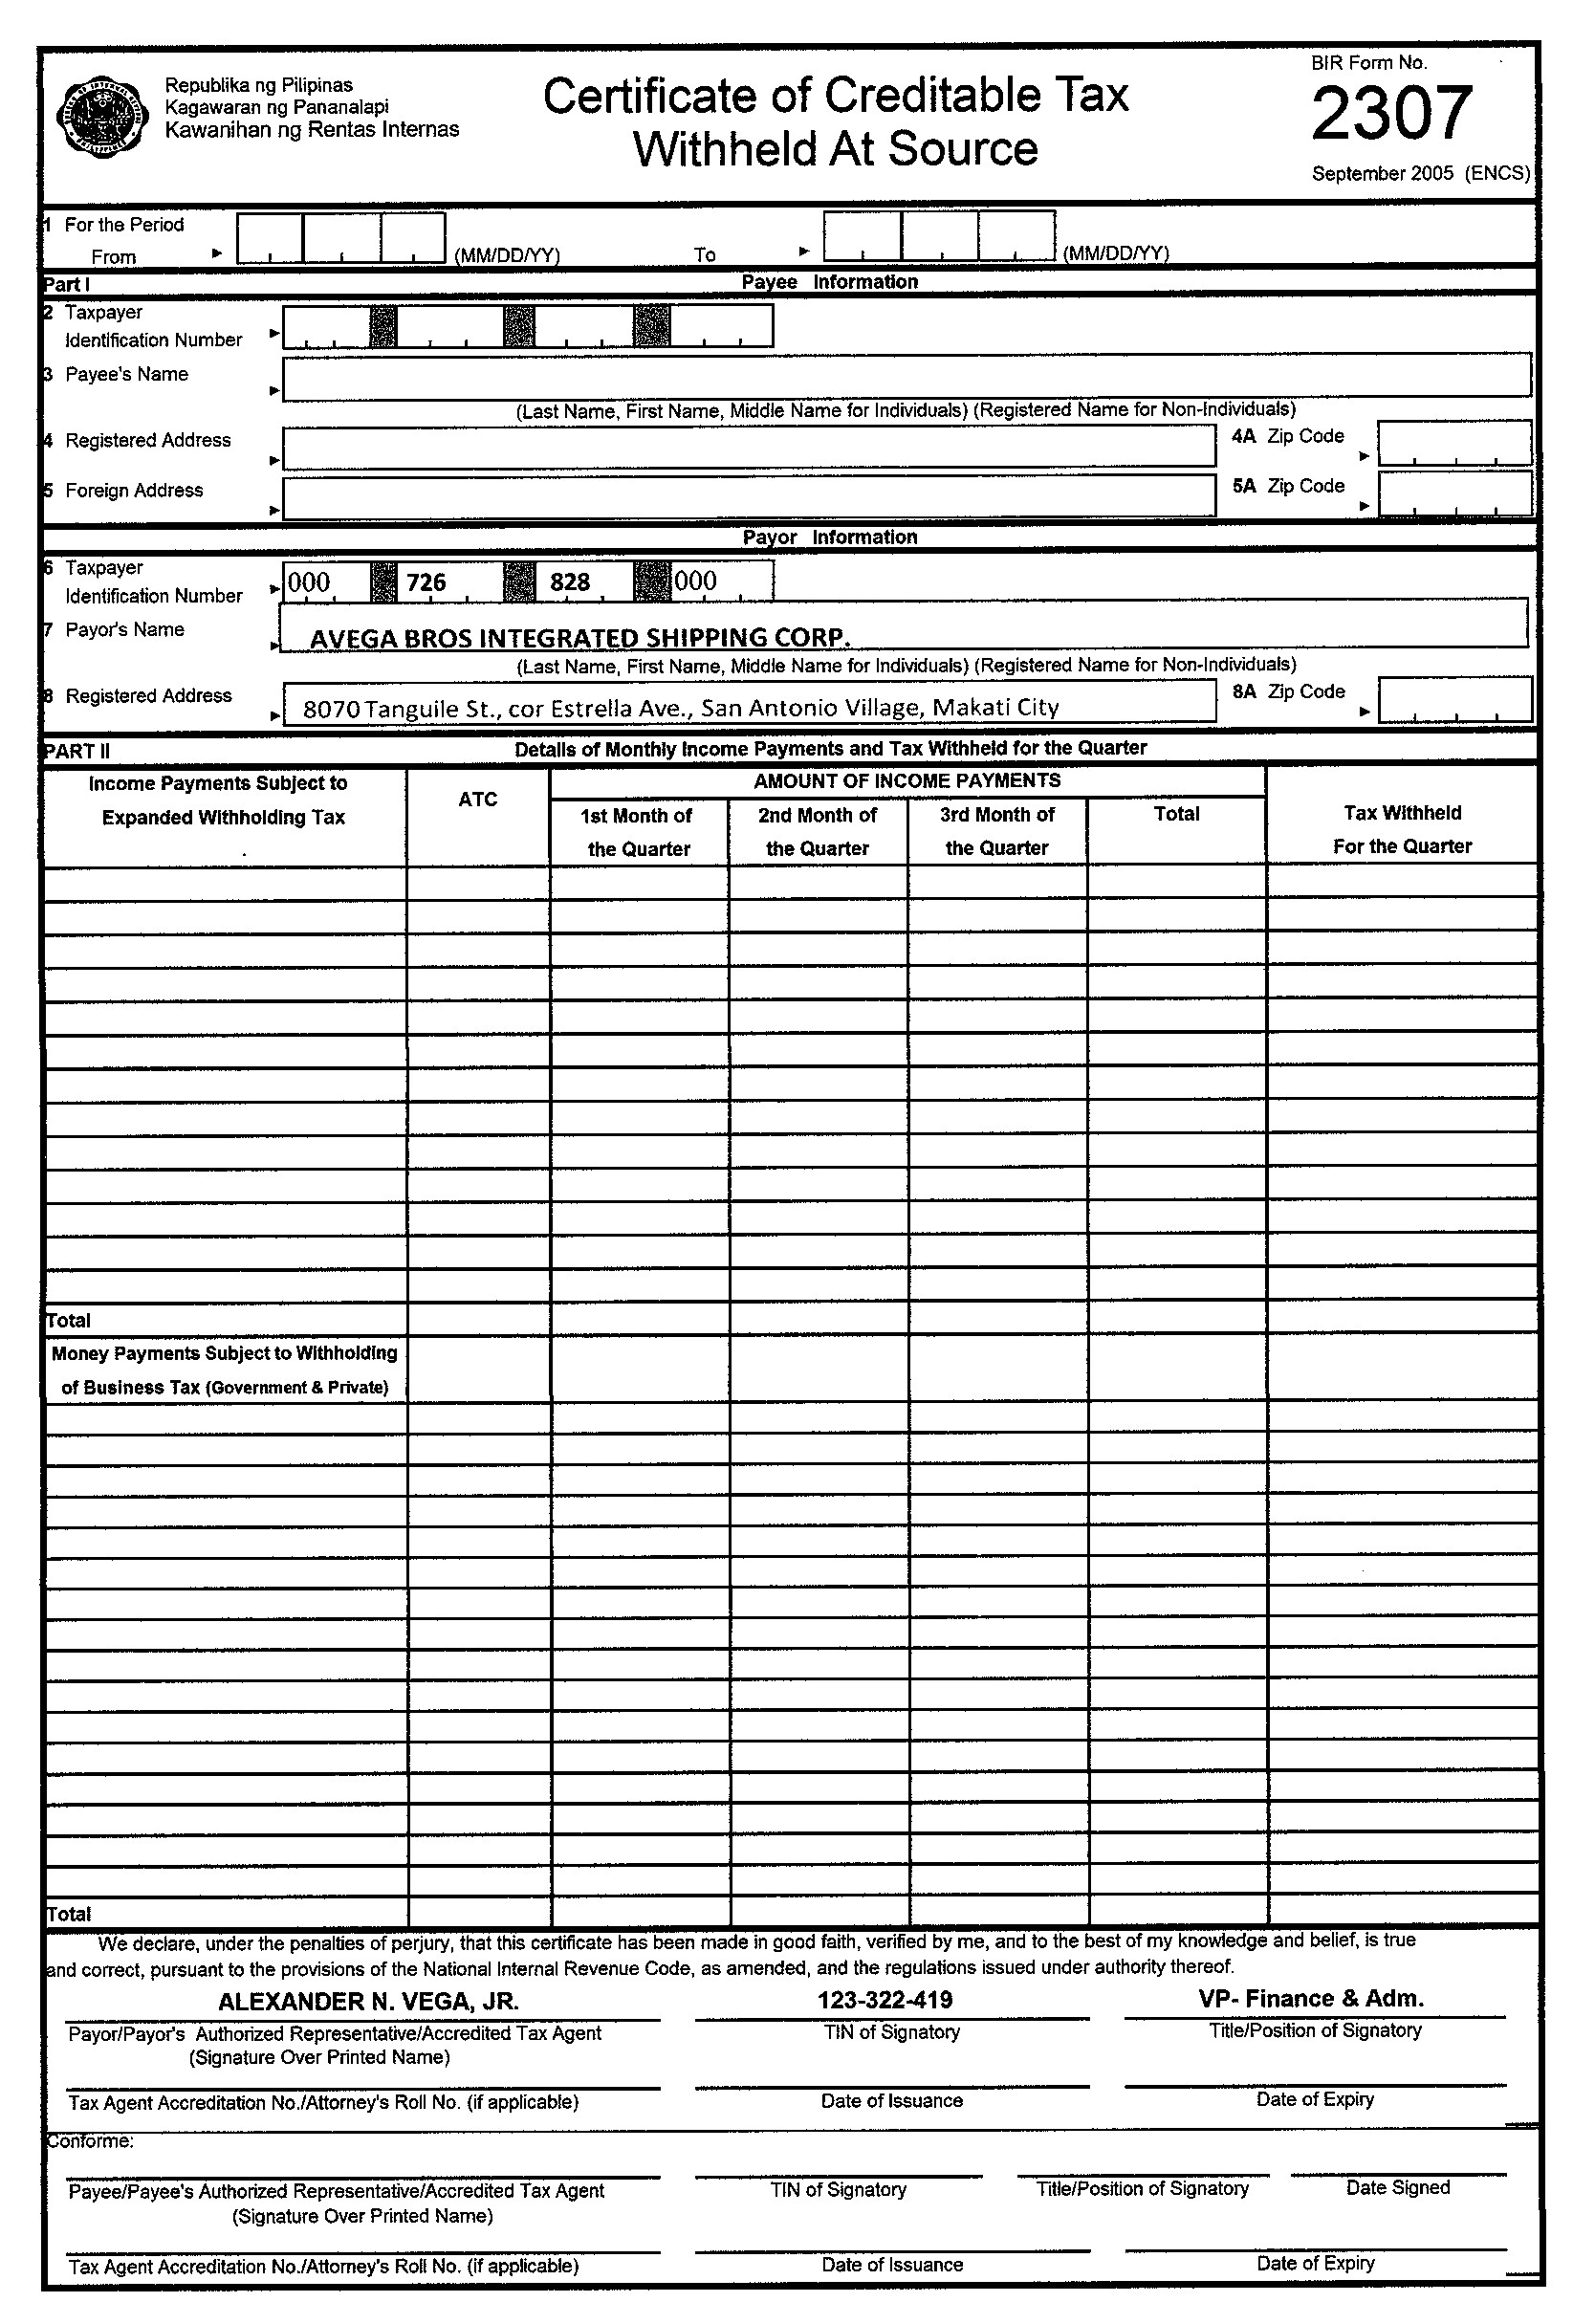 Republika ng Pilipinas
Kagawaran ng Pananalapi
Kawanihan ng Rentas Internas
Certificate of Creditable Tax
Withheld At Source
BIR Form No.
2307
September 2005 (ENCS)
1 For the Period
From (MM/DD/YY) To (MM/DD/YY)
Part I Payee Information
2 Taxpayer
Identification Number
3 Payee's Name
(Last Name, First Name, Middle Name for Individuals) (Registered Name for Non-Individuals)
4 Registered Address 4A Zip Code
5 Foreign Address 5A Zip Code
Payor Information
6 Taxpayer
Identification Number 000 726 828 000
7 Payor's Name AVEGA BROS INTEGRATED SHIPPING CORP.
(Last Name, First Name, Middle Name for Individuals) (Registered Name for Non-Individuals)
8 Registered Address 8070 Tanguile St., cor Estrella Ave., San Antonio Village, Makati City 8A Zip Code
PART II Details of Monthly Income Payments and Tax Withheld for the Quarter
Income Payments Subject to
Expanded Withholding Tax
ATC
AMOUNT OF INCOME PAYMENTS
1st Month of
the Quarter
2nd Month of
the Quarter
3rd Month of
the Quarter
Total
Tax Withheld
For the Quarter
Total
Money Payments Subject to Withholding
of Business Tax (Government & Private)
Total
We declare, under the penalties of perjury, that this certificate has been made in good faith, verified by me, and to the best of my knowledge and belief, is true
and correct, pursuant to the provisions of the National Internal Revenue Code, as amended, and the regulations issued under authority thereof.
ALEXANDER N. VEGA, JR. 123-322-419 VP- Finance & Adm.
Payor/Payor's Authorized Representative/Accredited Tax Agent TIN of Signatory Title/Position of Signatory
(Signature Over Printed Name)
Tax Agent Accreditation No./Attorney's Roll No. (if applicable) Date of Issuance Date of Expiry
Conforme:
Payee/Payee's Authorized Representative/Accredited Tax Agent TIN of Signatory Title/Position of Signatory Date Signed
(Signature Over Printed Name)
Tax Agent Accreditation No./Attorney's Roll No. (if applicable) Date of Issuance Date of Expiry